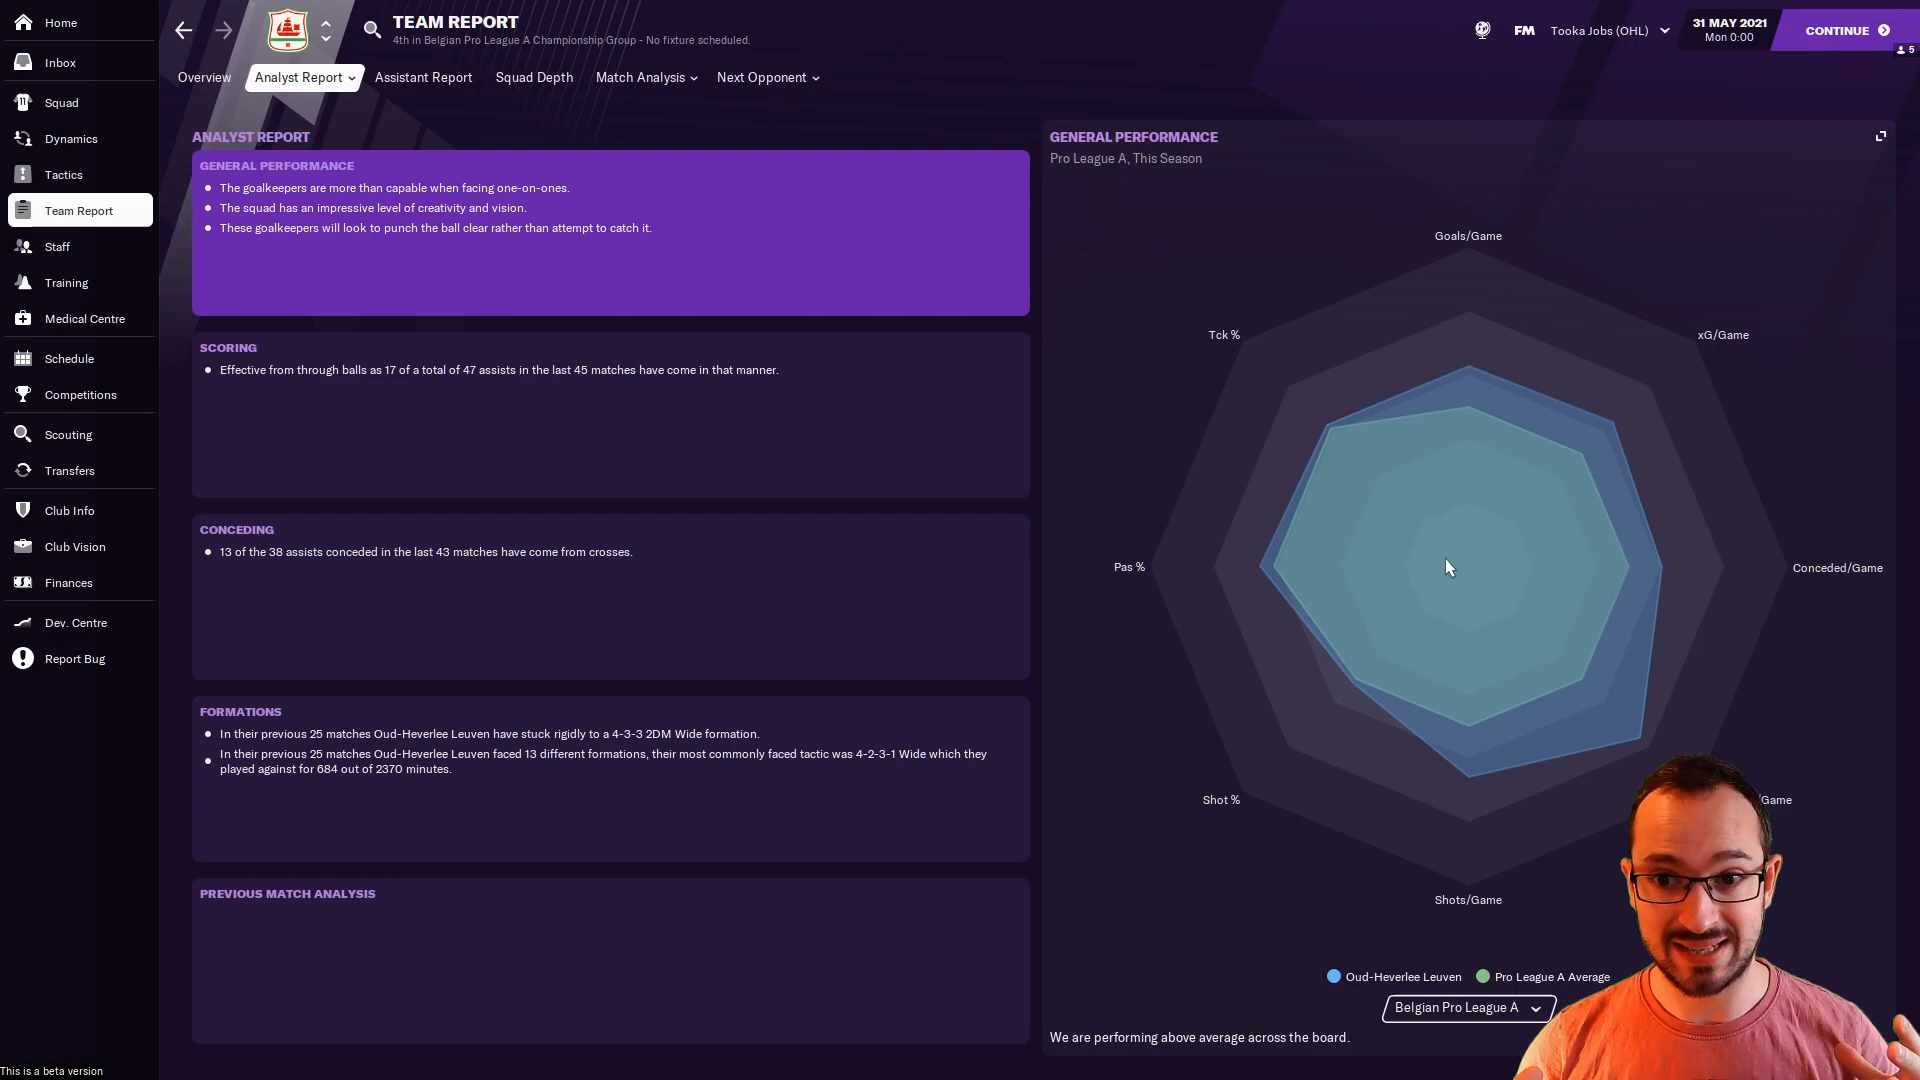 Home
Inbox
Squad
Dynamics
Tactics
Team Report
Staff
Training
Medical Centre
Schedule
Competitions
Scouting
Transfers
Club Info
Club Vision
Finances
Dev. Centre
Report Bug
This is a beta version
TEAM REPORT
4th in Belgian Pro League A Championship Group - No fixture scheduled.
FM
Tooka Jobs (OHL)
31 MAY 2021
Mon 0:00
CONTINUE
5
Overview
Analyst Report
Assistant Report
Squad Depth
Match Analysis
Next Opponent
ANALYST REPORT
GENERAL PERFORMANCE
The goalkeepers are more than capable when facing one-on-ones.
The squad has an impressive level of creativity and vision.
These goalkeepers will look to punch the ball clear rather than attempt to catch it.
SCORING
Effective from through balls as 17 of a total of 47 assists in the last 45 matches have come in that manner.
CONCEDING
13 of the 38 assists conceded in the last 43 matches have come from crosses.
FORMATIONS
In their previous 25 matches Oud-Heverlee Leuven have stuck rigidly to a 4-3-3 2DM Wide formation.
In their previous 25 matches Oud-Heverlee Leuven faced 13 different formations, their most commonly faced tactic was 4-2-3-1 Wide which they
played against for 684 out of 2370 minutes.
PREVIOUS MATCH ANALYSIS
GENERAL PERFORMANCE
Pro League A, This Season
Goals/Game
Tck %
xG/Game
Pas %
Conceded/Game
Shot %
/Game
Shots/Game
Oud-Heverlee Leuven
Pro League A Average
Belgian Pro League A
We are performing above average across the board.